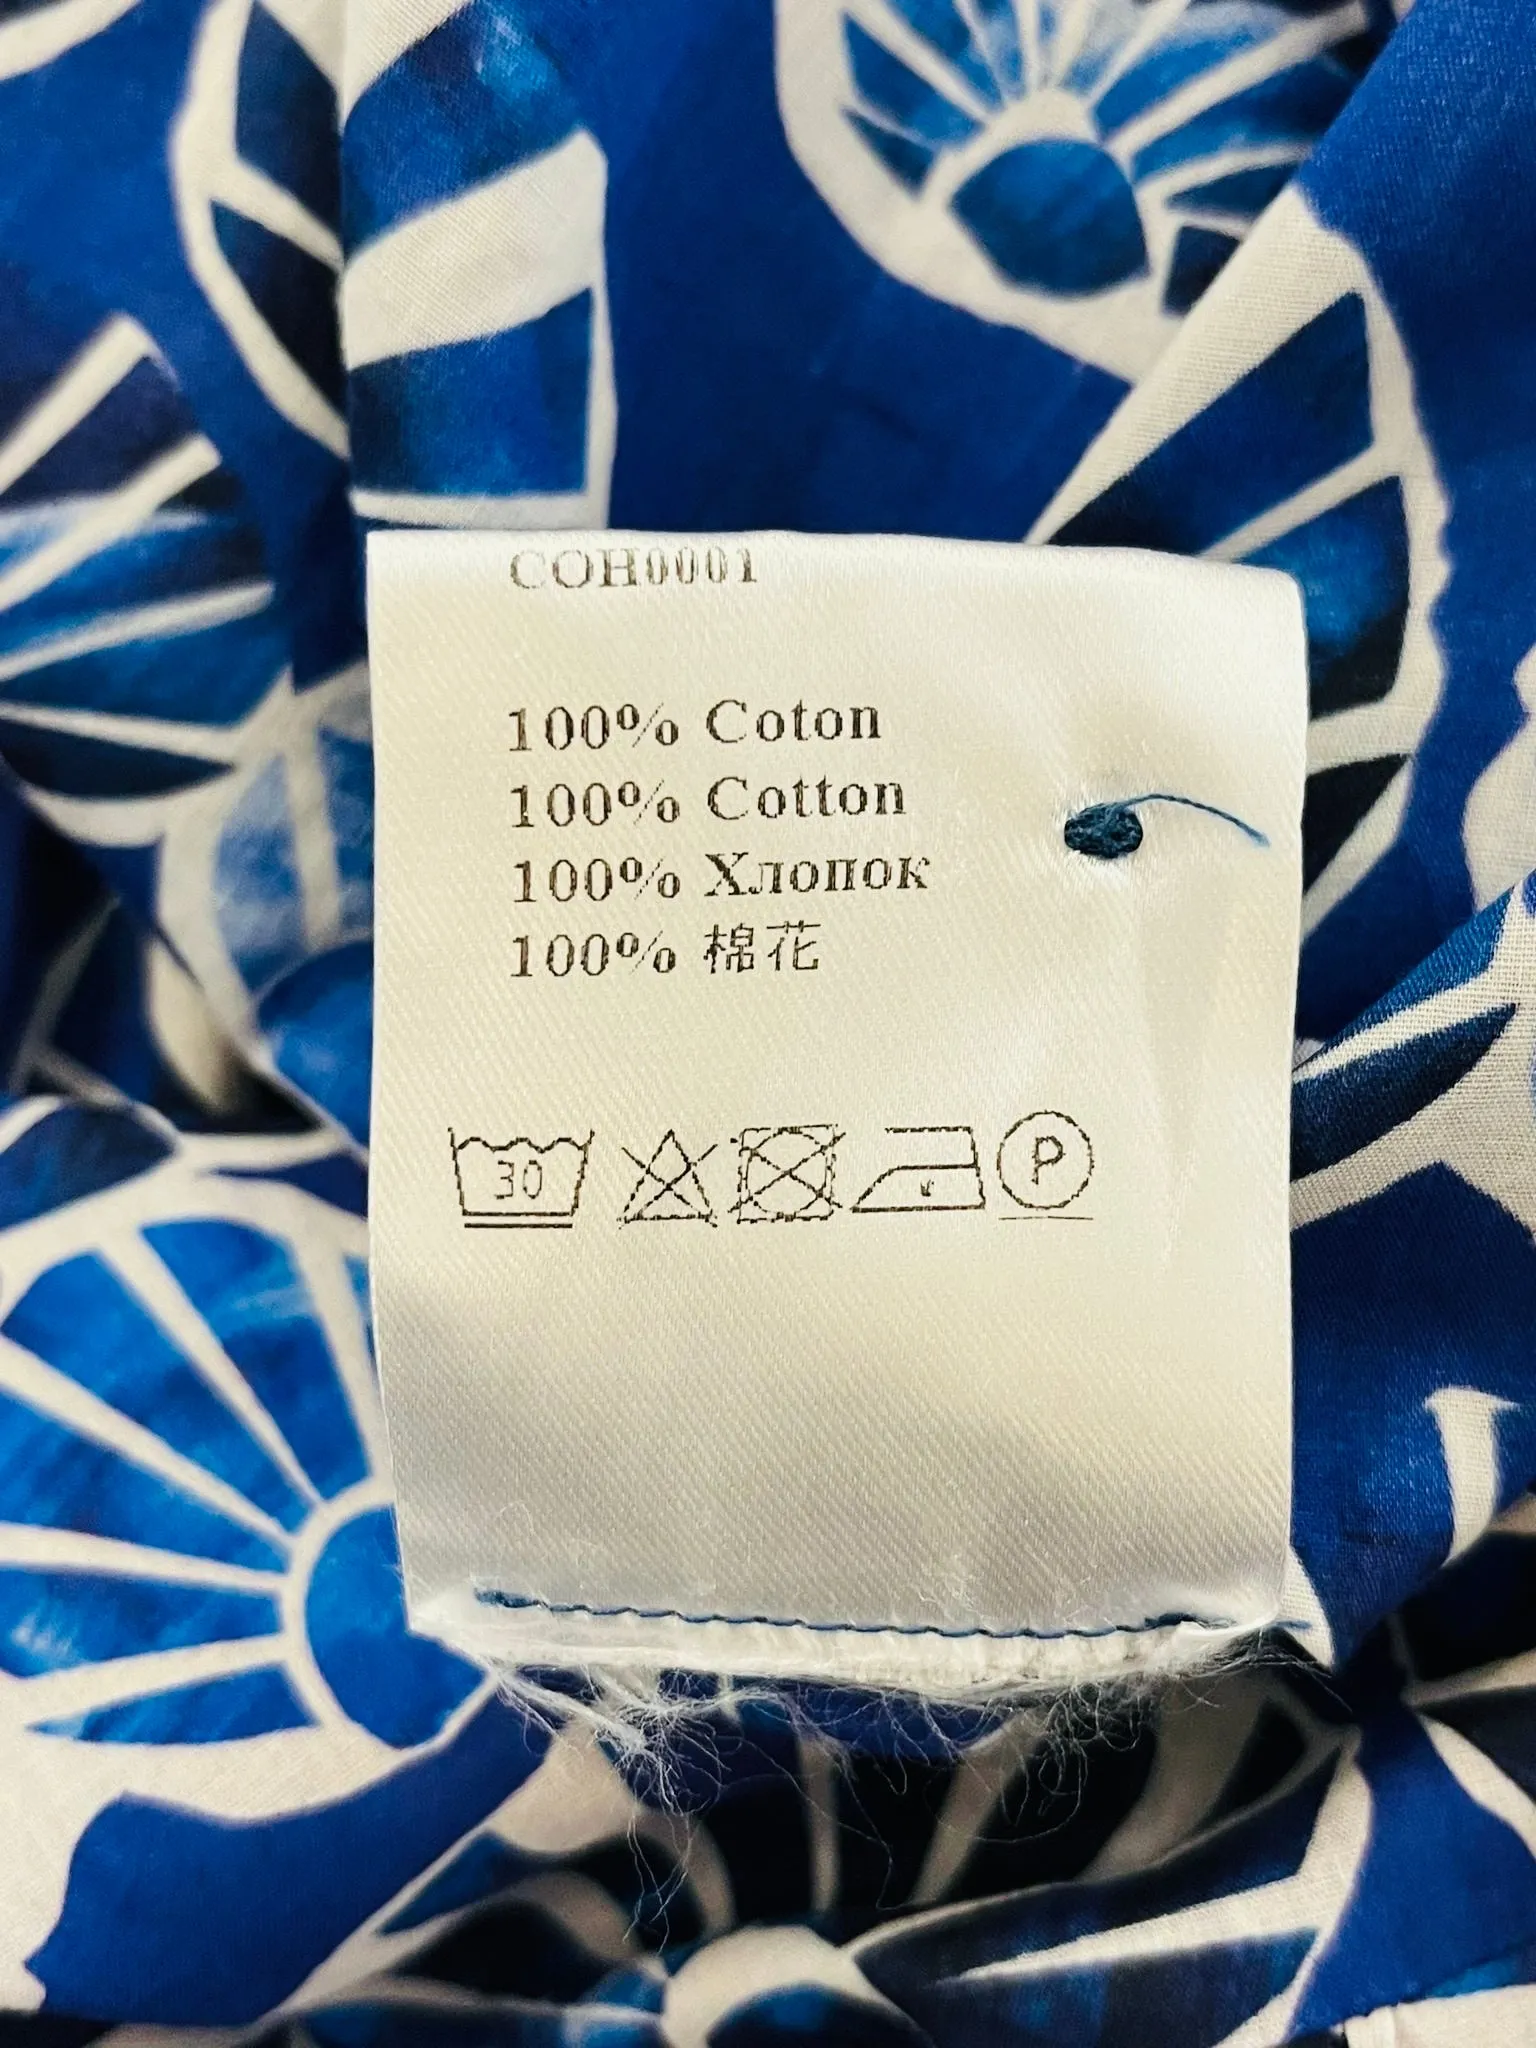 COH0001
100% Coton
100% Cotton
100% Хлопок
100% 棉花
30 P